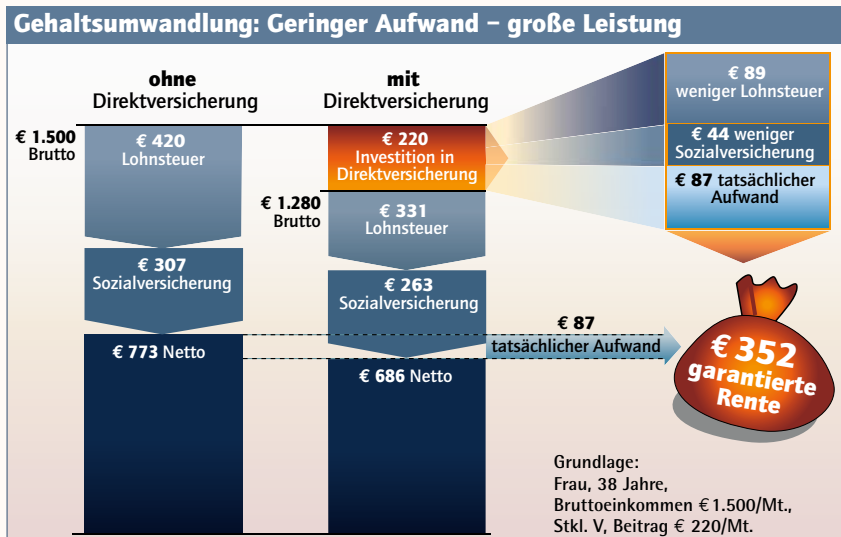 Gehaltsumwandlung: Geringer Aufwand – große Leistung
ohne
Direktversicherung
mit
Direktversicherung
€ 1.500
Brutto
€ 420
Lohnsteuer
€ 307
Sozialversicherung
€ 773 Netto
€ 220
Investition in
Direktversicherung
€ 1.280
Brutto
€ 331
Lohnsteuer
€ 263
Sozialversicherung
€ 686 Netto
€ 89
weniger Lohnsteuer
€ 44 weniger
Sozialversicherung
€ 87 tatsächlicher
Aufwand
€ 87
tatsächlicher Aufwand
€ 352
garantierte
Rente
Grundlage:
Frau, 38 Jahre,
Bruttoeinkommen € 1.500/Mt.,
Stkl. V, Beitrag € 220/Mt.